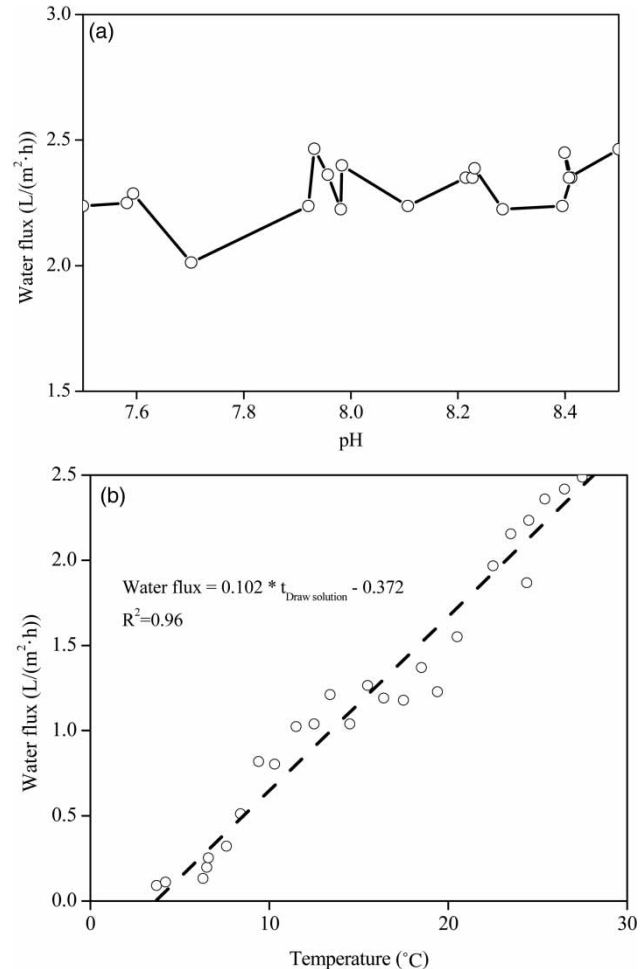 (a)
3.0
2.5
2.0
1.5
Water flux (L/(m²·h))
7.6 7.8 8.0 8.2 8.4
pH
(b)
2.5
2.0
1.5
1.0
0.5
0.0
Water flux (L/(m²·h))
Water flux = 0.102 * t_Draw solution - 0.372
R²=0.96
0 10 20 30
Temperature (°C)